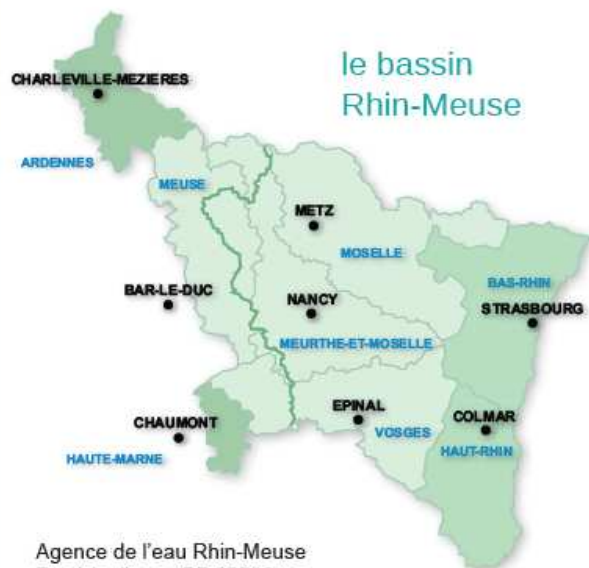 le bassin
Rhin-Meuse
CHARLEVILLE-MEZIERES
ARDENNES
MEUSE
METZ
MOSELLE
BAS-RHIN
BAR-LE-DUC
NANCY
STRASBOURG
MEURTHE-ET-MOSELLE
EPINAL
CHAUMONT
COLMAR
VOSGES
HAUTE-MARNE
HAUT-RHIN
Agence de l'eau Rhin-Meuse